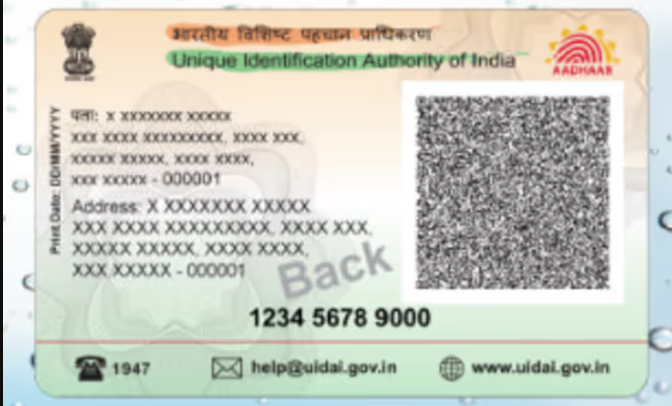 भारतीय विशिष्ट पहचान प्राधिकरण
Unique Identification Authority of India
AADHAAR
Print Date: DD/MM/YYYY
पता: X XXXXXXX XXXXX
XXX XXXX XXXXXXXXX, XXXX XXX,
XXXXX XXXXX, XXXX XXXX,
XXX XXXXX - 000001
Address: X XXXXXXX XXXXX
XXX XXXX XXXXXXXXX, XXXX XXX,
XXXXX XXXXX, XXXX XXXX,
XXX XXXXX - 000001
Back
1234 5678 9000
1947 help@uidai.gov.in www.uidai.gov.in